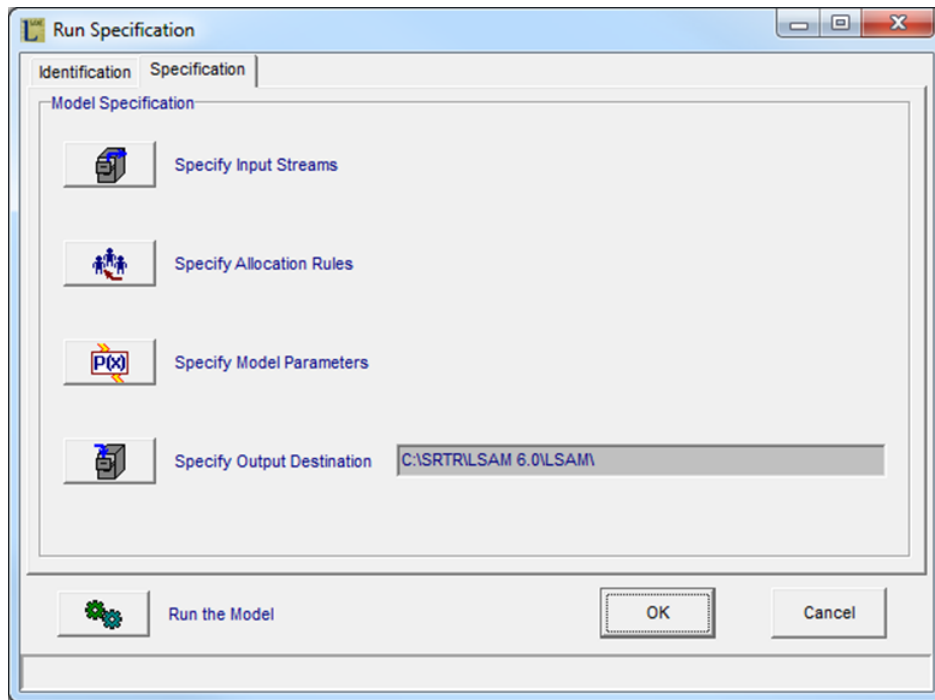 Run Specification
Identification
Specification
Model Specification
Specify Input Streams
Specify Allocation Rules
P(x)
Specify Model Parameters
Specify Output Destination
C:\SRTR\LSAM 6.0\LSAM\
Run the Model
OK
Cancel